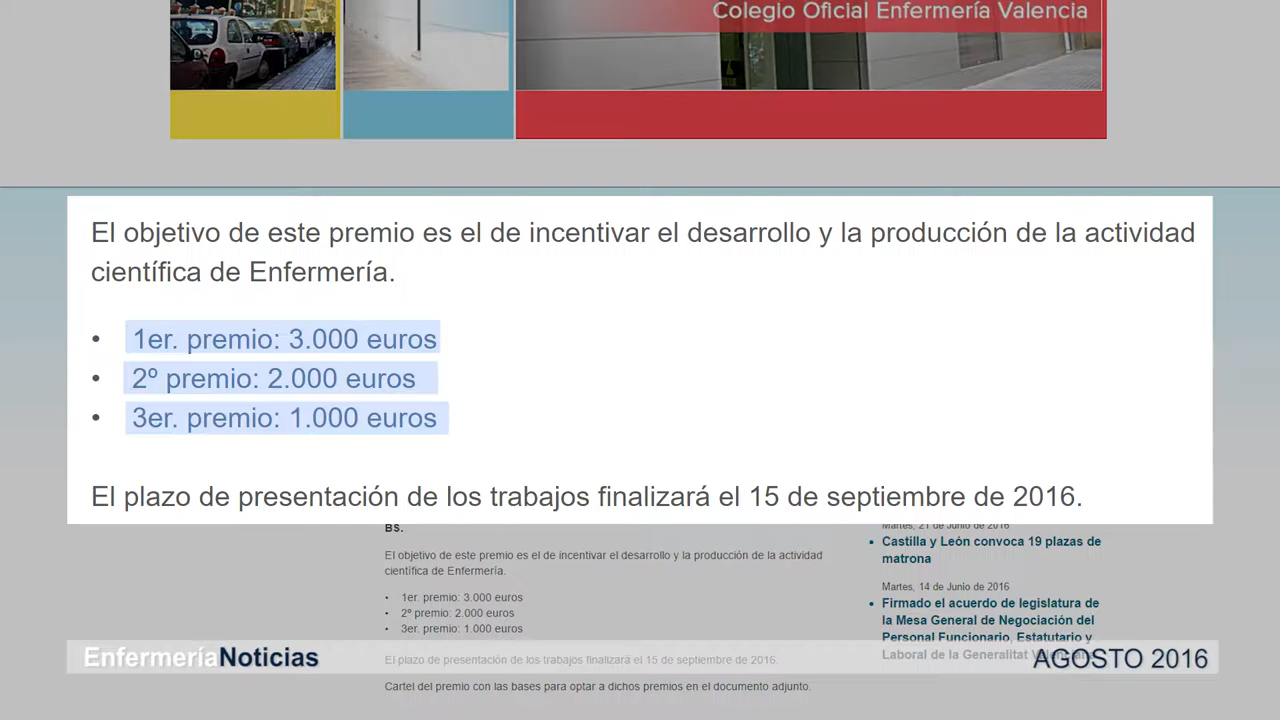 Colegio Oficial Enfermería Valencia
El objetivo de este premio es el de incentivar el desarrollo y la producción de la actividad
científica de Enfermería.
• 1er. premio: 3.000 euros
• 2º premio: 2.000 euros
• 3er. premio: 1.000 euros
El plazo de presentación de los trabajos finalizará el 15 de septiembre de 2016.
BS.
El objetivo de este premio es el de incentivar el desarrollo y la producción de la actividad
científica de Enfermería.
• 1er. premio: 3.000 euros
• 2º premio: 2.000 euros
• 3er. premio: 1.000 euros
El plazo de presentación de los trabajos finalizará el 15 de septiembre de 2016.
Cartel del premio con las bases para optar a dichos premios en el documento adjunto.
Martes, 21 de Junio de 2016
• Castilla y León convoca 19 plazas de
matrona
Martes, 14 de Junio de 2016
• Firmado el acuerdo de legislatura de
la Mesa General de Negociación del
Personal Funcionario, Estatutario y
Laboral de la Generalitat
EnfermeríaNoticias
AGOSTO 2016